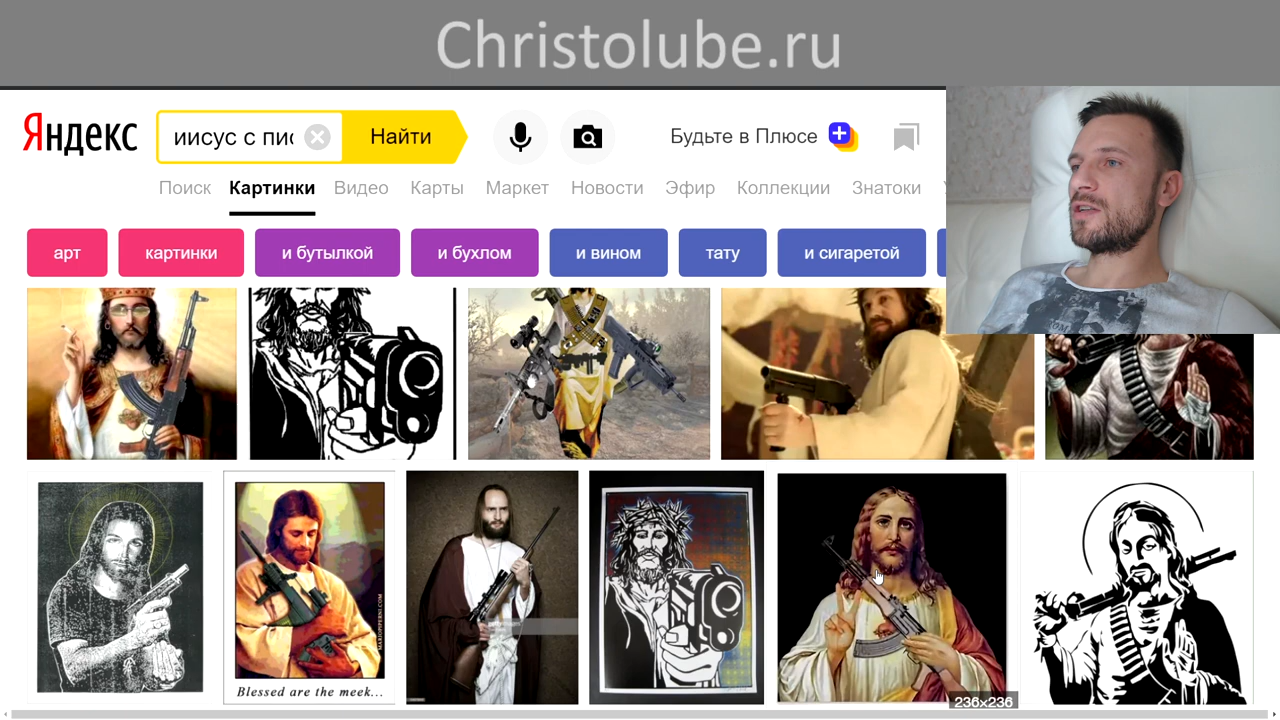 Christolube.ru
Яндекс
иисус с пис
Найти
Будьте в Плюсе
Поиск Картинки Видео Карты Маркет Новости Эфир Коллекции Знатоки
арт
картинки
и бутылкой
и бухлом
и вином
тату
и сигаретой
Blessed are the meek...
236×236